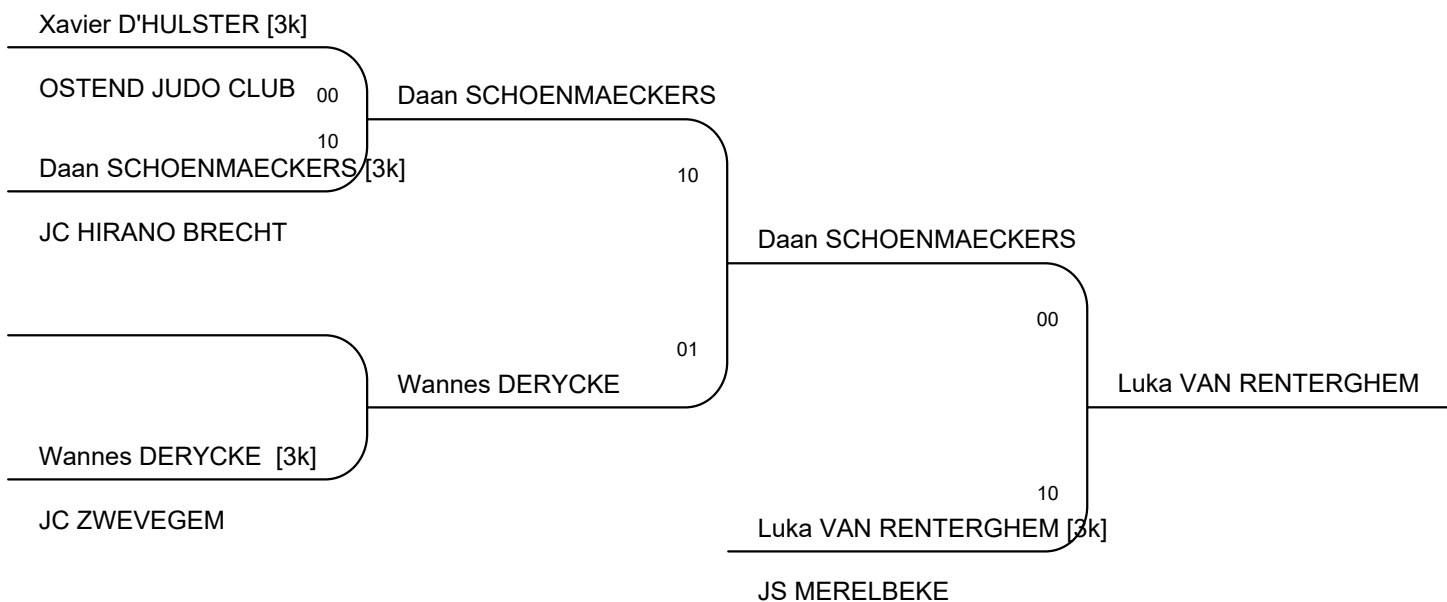 Xavier D'HULSTER [3k]
OSTEND JUDO CLUB
00
Daan SCHOENMAECKERS
10
Daan SCHOENMAECKERS [3k]
10
JC HIRANO BRECHT
Daan SCHOENMAECKERS
00
01
Wannes DERYCKE
Luka VAN RENTERGHEM
Wannes DERYCKE [3k]
10
JC ZWEVEGEM
Luka VAN RENTERGHEM [3k]
JS MERELBEKE